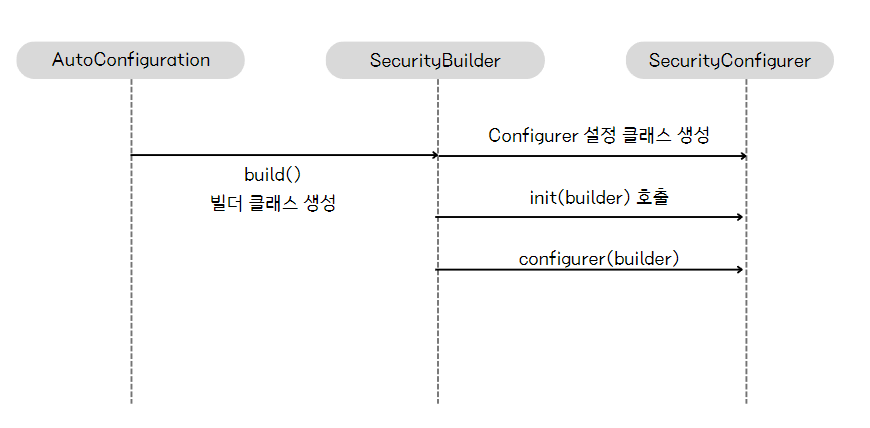 AutoConfiguration
SecurityBuilder
SecurityConfigurer
Configurer 설정 클래스 생성
build()
빌더 클래스 생성
init(builder) 호출
configurer(builder)